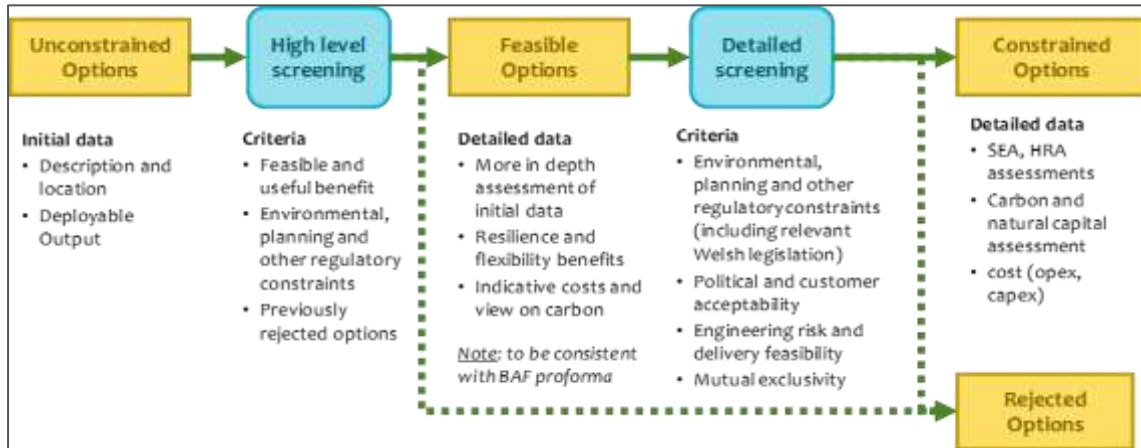 Unconstrained
Options
High level
screening
Feasible
Options
Detailed
screening
Constrained
Options
Initial data
• Description and
location
• Deployable
Output
Criteria
• Feasible and
useful benefit
• Environmental,
planning and
other regulatory
constraints
• Previously
rejected options
Detailed data
• More in depth
assessment of
initial data
• Resilience and
flexibility benefits
• Indicative costs and
view on carbon
Note: to be consistent
with BAF proforma
Criteria
• Environmental,
planning and other
regulatory constraints
(including relevant
Welsh legislation)
• Political and customer
acceptability
• Engineering risk and
delivery feasibility
• Mutual exclusivity
Detailed data
• SEA, HRA
assessments
• Carbon and
natural capital
assessment
• cost (opex,
capex)
Rejected
Options